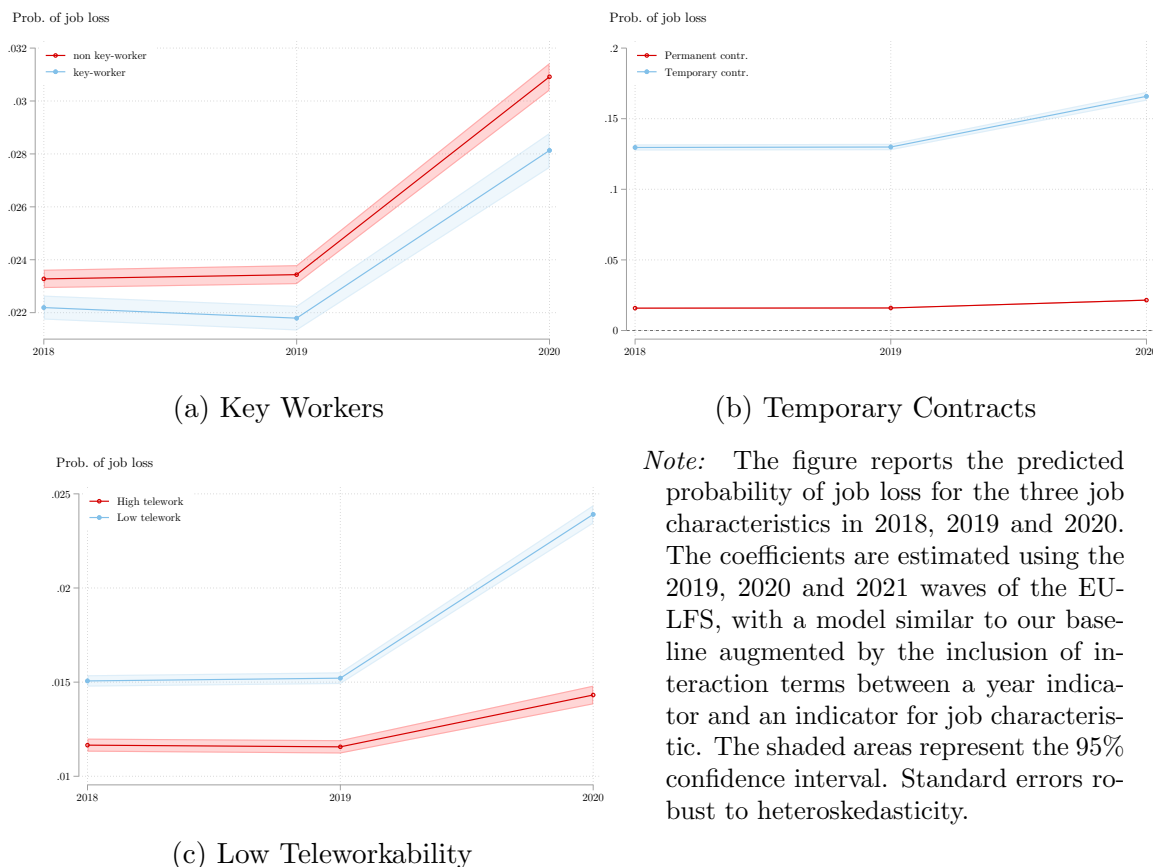 Prob. of job loss
.032
.03
.028
.026
.024
.022
non key-worker
key-worker
2018
2019
2020
(a) Key Workers
Prob. of job loss
.2
.15
.1
.05
0
Permanent contr.
Temporary contr.
2018
2019
2020
(b) Temporary Contracts
Prob. of job loss
.025
.02
.015
.01
High telework
Low telework
2018
2019
2020
(c) Low Teleworkability
Note: The figure reports the predicted
probability of job loss for the three job
characteristics in 2018, 2019 and 2020.
The coefficients are estimated using the
2019, 2020 and 2021 waves of the EU-
LFS, with a model similar to our base-
line augmented by the inclusion of in-
teraction terms between a year indica-
tor and an indicator for job characteris-
tic. The shaded areas represent the 95%
confidence interval. Standard errors ro-
bust to heteroskedasticity.